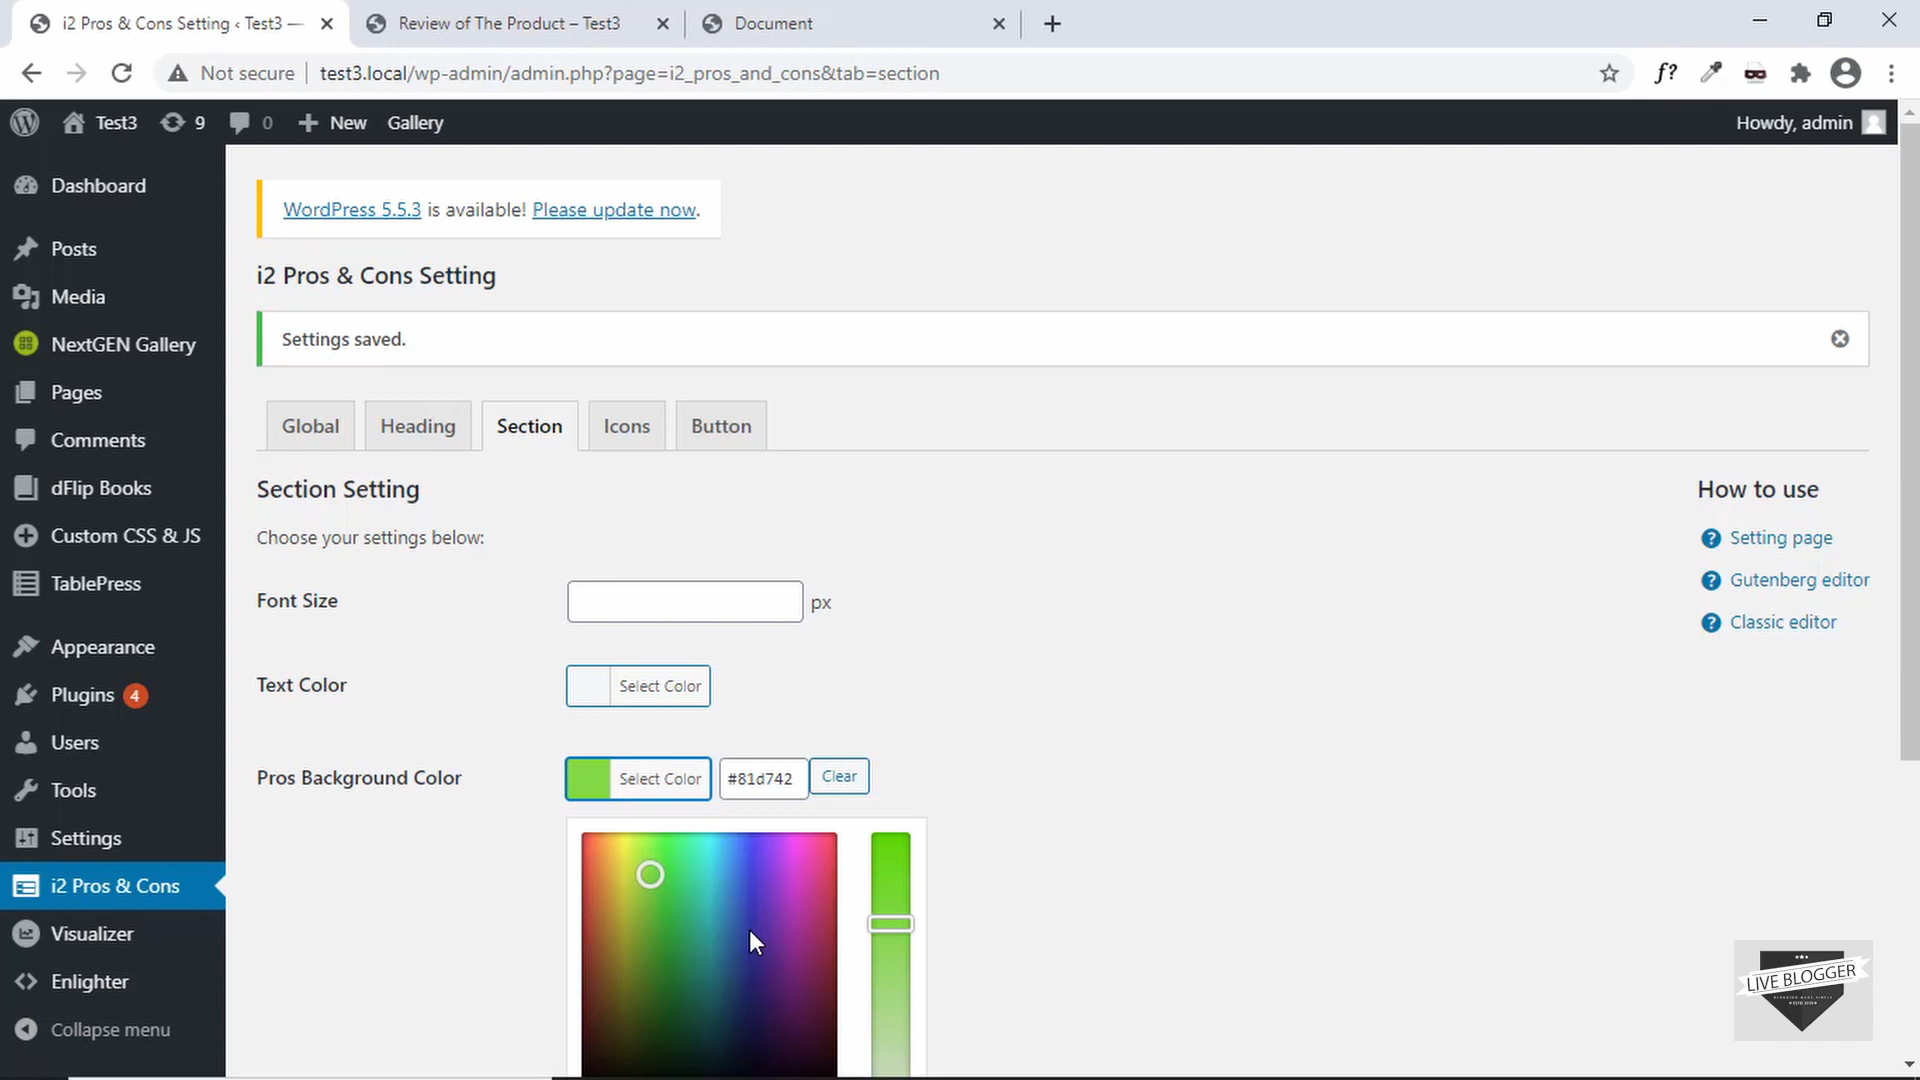 i2 Pros & Cons Setting ‹ Test3 —
Review of The Product – Test3
Document
Not secure
test3.local/wp-admin/admin.php?page=i2_pros_and_cons&tab=section
f?
Test3
9
0
New
Gallery
Howdy, admin
Dashboard
Posts
Media
NextGEN Gallery
Pages
Comments
dFlip Books
Custom CSS & JS
TablePress
Appearance
Plugins 4
Users
Tools
Settings
i2 Pros & Cons
Visualizer
Enlighter
Collapse menu
WordPress 5.5.3 is available! Please update now.
i2 Pros & Cons Setting
Settings saved.
Global
Heading
Section
Icons
Button
Section Setting
Choose your settings below:
Font Size
px
Text Color
Select Color
Pros Background Color
Select Color
#81d742
Clear
How to use
Setting page
Gutenberg editor
Classic editor
LIVE BLOGGER